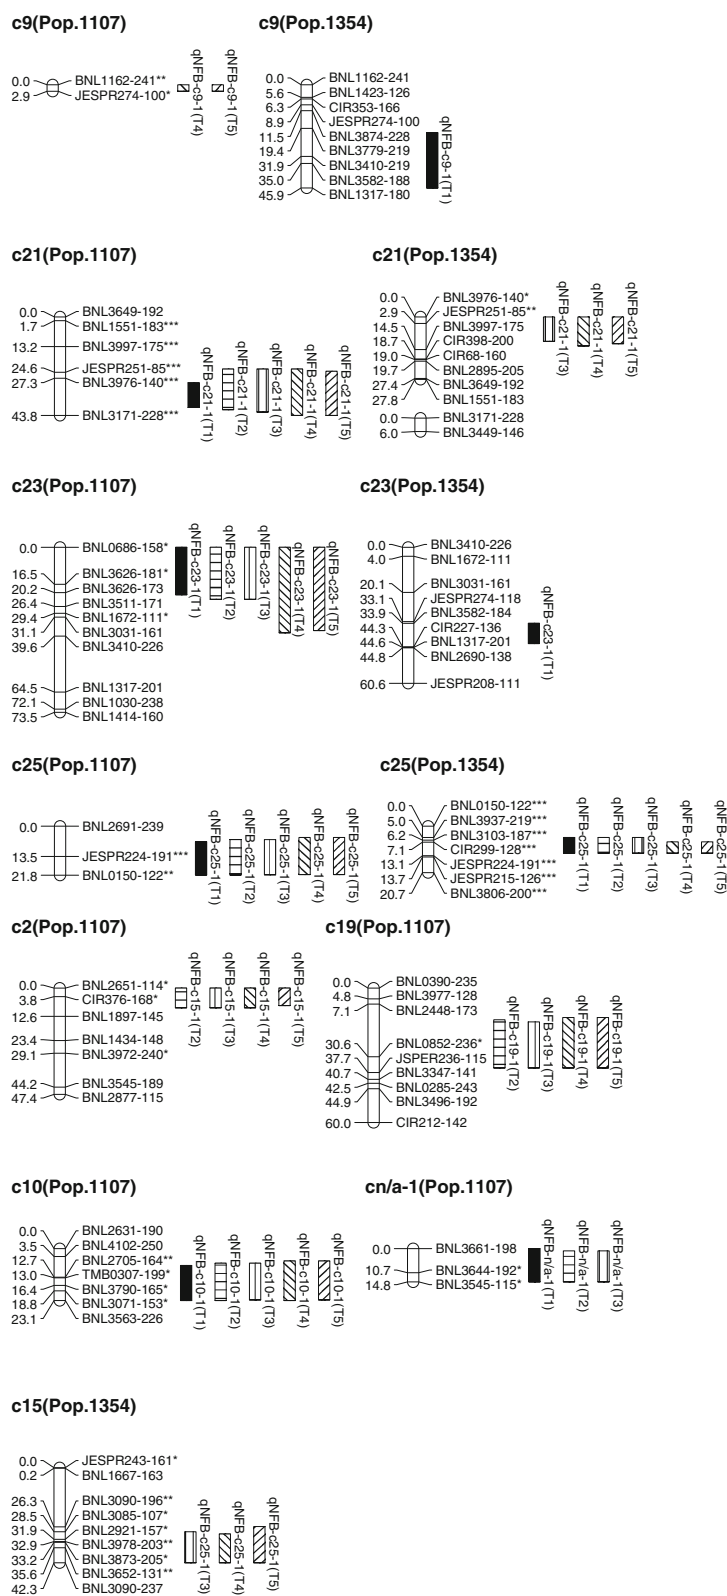 c9(Pop.1107)
0.0 BNL1162-241**
2.9 JESPR274-100*
qNFB-c9-1(T4)
qNFB-c9-1(T5)
c9(Pop.1354)
0.0 BNL1162-241
5.6 BNL1423-126
6.3 CIR353-166
8.9 JESPR274-100
11.5 BNL3874-228
19.4 BNL3779-219
31.9 BNL3410-219
35.0 BNL3582-188
45.9 BNL1317-180
qNFB-c9-1(T1)
c21(Pop.1107)
0.0 BNL3649-192
1.7 BNL1551-183***
13.2 BNL3997-175***
24.6 JESPR251-85***
27.3 BNL3976-140***
43.8 BNL3171-228***
qNFB-c21-1(T1)
qNFB-c21-1(T2)
qNFB-c21-1(T3)
qNFB-c21-1(T4)
qNFB-c21-1(T5)
c21(Pop.1354)
0.0 BNL3976-140*
2.9 JESPR251-85**
14.5 BNL3997-175
18.7 CIR398-200
19.0 CIR68-160
19.7 BNL2895-205
27.4 BNL3649-192
27.8 BNL1551-183
0.0 BNL3171-228
6.0 BNL3449-146
qNFB-c21-1(T3)
qNFB-c21-1(T4)
qNFB-c21-1(T5)
c23(Pop.1107)
0.0 BNL0686-158*
16.5 BNL3626-181*
20.2 BNL3626-173
26.4 BNL3511-171
29.4 BNL1672-111*
31.1 BNL3031-161
39.6 BNL3410-226
64.5 BNL1317-201
72.1 BNL1030-238
73.5 BNL1414-160
qNFB-c23-1(T1)
qNFB-c23-1(T2)
qNFB-c23-1(T3)
qNFB-c23-1(T4)
qNFB-c23-1(T5)
c23(Pop.1354)
0.0 BNL3410-226
4.0 BNL1672-111
20.1 BNL3031-161
33.1 JESPR274-118
33.9 BNL3582-184
44.3 CIR227-136
44.6 BNL1317-201
44.8 BNL2690-138
60.6 JESPR208-111
qNFB-c23-1(T1)
c25(Pop.1107)
0.0 BNL2691-239
13.5 JESPR224-191***
21.8 BNL0150-122**
qNFB-c25-1(T1)
qNFB-c25-1(T2)
qNFB-c25-1(T3)
qNFB-c25-1(T4)
qNFB-c25-1(T5)
c25(Pop.1354)
0.0 BNL0150-122***
5.0 BNL3937-219***
6.2 BNL3103-187***
7.1 CIR299-128***
13.1 JESPR224-191***
13.7 JESPR215-126***
20.7 BNL3806-200***
qNFB-c25-1(T1)
qNFB-c25-1(T2)
qNFB-c25-1(T3)
qNFB-c25-1(T4)
qNFB-c25-1(T5)
c2(Pop.1107)
0.0 BNL2651-114*
3.8 CIR376-168*
12.6 BNL1897-145
23.4 BNL1434-148
29.1 BNL3972-240*
44.2 BNL3545-189
47.4 BNL2877-115
qNFB-c15-1(T2)
qNFB-c15-1(T3)
qNFB-c15-1(T4)
qNFB-c15-1(T5)
c19(Pop.1107)
0.0 BNL0390-235
4.8 BNL3977-128
7.1 BNL2448-173
30.6 BNL0852-236*
37.7 JSPER236-115
40.7 BNL3347-141
42.5 BNL0285-243
44.9 BNL3496-192
60.0 CIR212-142
qNFB-c19-1(T2)
qNFB-c19-1(T3)
qNFB-c19-1(T4)
qNFB-c19-1(T5)
c10(Pop.1107)
0.0 BNL2631-190
3.5 BNL4102-250
12.7 BNL2705-164**
13.0 TMB0307-199*
16.4 BNL3790-165*
18.8 BNL3071-153*
23.1 BNL3563-226
qNFB-c10-1(T1)
qNFB-c10-1(T2)
qNFB-c10-1(T3)
qNFB-c10-1(T4)
qNFB-c10-1(T5)
cn/a-1(Pop.1107)
0.0 BNL3661-198
10.7 BNL3644-192*
14.8 BNL3545-115*
qNFB-n/a-1(T1)
qNFB-n/a-1(T2)
qNFB-n/a-1(T3)
c15(Pop.1354)
0.0 JESPR243-161*
0.2 BNL1667-163
26.3 BNL3090-196**
28.5 BNL3085-107*
31.9 BNL2921-157*
32.9 BNL3978-203**
33.2 BNL3873-205*
35.6 BNL3652-131**
42.3 BNL3090-237
qNFB-c25-1(T3)
qNFB-c25-1(T4)
qNFB-c25-1(T5)